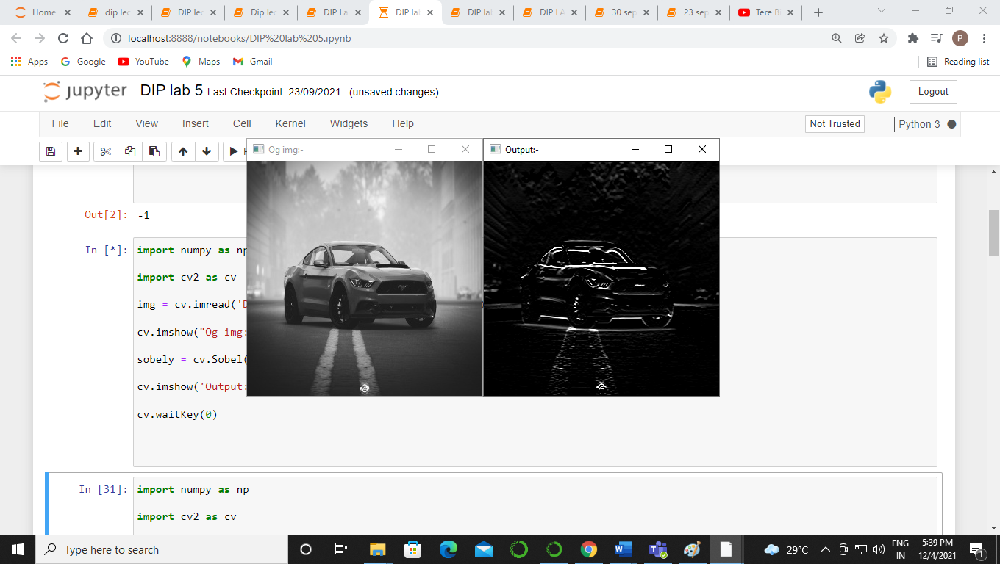 Home
dip lec
DIP lec
Dip lec
DIP La
DIP la
DIP la
DIP LA
30 sep
23 sep
Tere B
localhost:8888/notebooks/DIP%20lab%205.ipynb
P
Apps
Google
YouTube
Maps
Gmail
Reading list
jupyter
DIP lab 5 Last Checkpoint: 23/09/2021 (unsaved changes)
Logout
File
Edit
View
Insert
Cell
Kernel
Widgets
Help
Not Trusted
Python 3
Og img:-
Output:-
Out[2]: -1
In [*]: import numpy as np
import cv2 as cv
img = cv.imread('D
cv.imshow("Og img:
sobely = cv.Sobel(
cv.imshow('Output:
cv.waitKey(0)
In [31]: import numpy as np
import cv2 as cv
Type here to search
29°C
ENG
IN
5:39 PM
12/4/2021
1